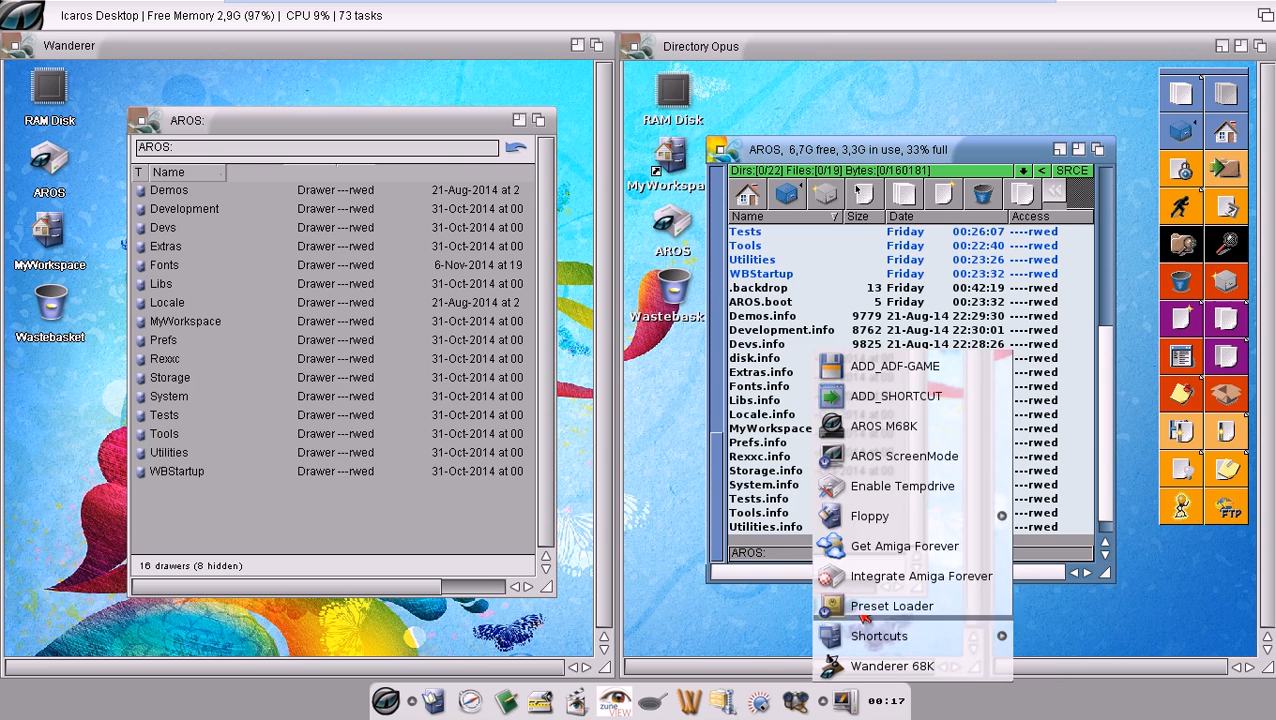 Icaros Desktop | Free Memory 2,9G (97%) | CPU 9% | 73 tasks
Wanderer
RAM Disk
AROS
MyWorkspace
Wastebasket
AROS:
AROS:
T Name
Demos Drawer ---rwed 21-Aug-2014 at 2
Development Drawer ---rwed 31-Oct-2014 at 00
Devs Drawer ---rwed 31-Oct-2014 at 00
Extras Drawer ---rwed 31-Oct-2014 at 00
Fonts Drawer ---rwed 6-Nov-2014 at 19
Libs Drawer ---rwed 31-Oct-2014 at 00
Locale Drawer ---rwed 21-Aug-2014 at 2
MyWorkspace Drawer ---rwed 31-Oct-2014 at 00
Prefs Drawer ---rwed 31-Oct-2014 at 00
Rexxc Drawer ---rwed 31-Oct-2014 at 00
Storage Drawer ---rwed 31-Oct-2014 at 00
System Drawer ---rwed 31-Oct-2014 at 00
Tests Drawer ---rwed 31-Oct-2014 at 00
Tools Drawer ---rwed 31-Oct-2014 at 00
Utilities Drawer ---rwed 31-Oct-2014 at 00
WBStartup Drawer ---rwed 31-Oct-2014 at 00
16 drawers (8 hidden)
Directory Opus
RAM Disk
MyWorkspa
AROS
Wastebask
AROS, 6,7G free, 3,3G in use, 33% full
Dirs:[0/22] Files:[0/19] Bytes:[0/160181] < SRCE
Name Size Date Access
Tests Friday 00:26:07 ----rwed
Tools Friday 00:22:40 ----rwed
Utilities Friday 00:23:26 ----rwed
WBStartup Friday 00:23:32 ----rwed
.backdrop 13 Friday 00:42:19 ----rwed
AROS.boot 5 Friday 00:23:32 ----rwed
Demos.info 9779 21-Aug-14 22:29:30 ----rwed
Development.info 8762 21-Aug-14 22:30:01 ----rwed
Devs.info 9825 21-Aug-14 22:28:26 ----rwed
disk.info ---rwed
Extras.info ---rwed
Fonts.info ---rwed
Libs.info ---rwed
Locale.info ---rwed
MyWorkspace ---rwed
Prefs.info ---rwed
Rexxc.info ---rwed
Storage.info ---rwed
System.info ---rwed
Tests.info ---rwed
Tools.info ---rwed
Utilities.info ---rwed
AROS:
ADD_ADF-GAME
ADD_SHORTCUT
AROS M68K
AROS ScreenMode
Enable Tempdrive
Floppy
Get Amiga Forever
Integrate Amiga Forever
Preset Loader
Shortcuts
Wanderer 68K
FTP
zune
VIEW
00:17